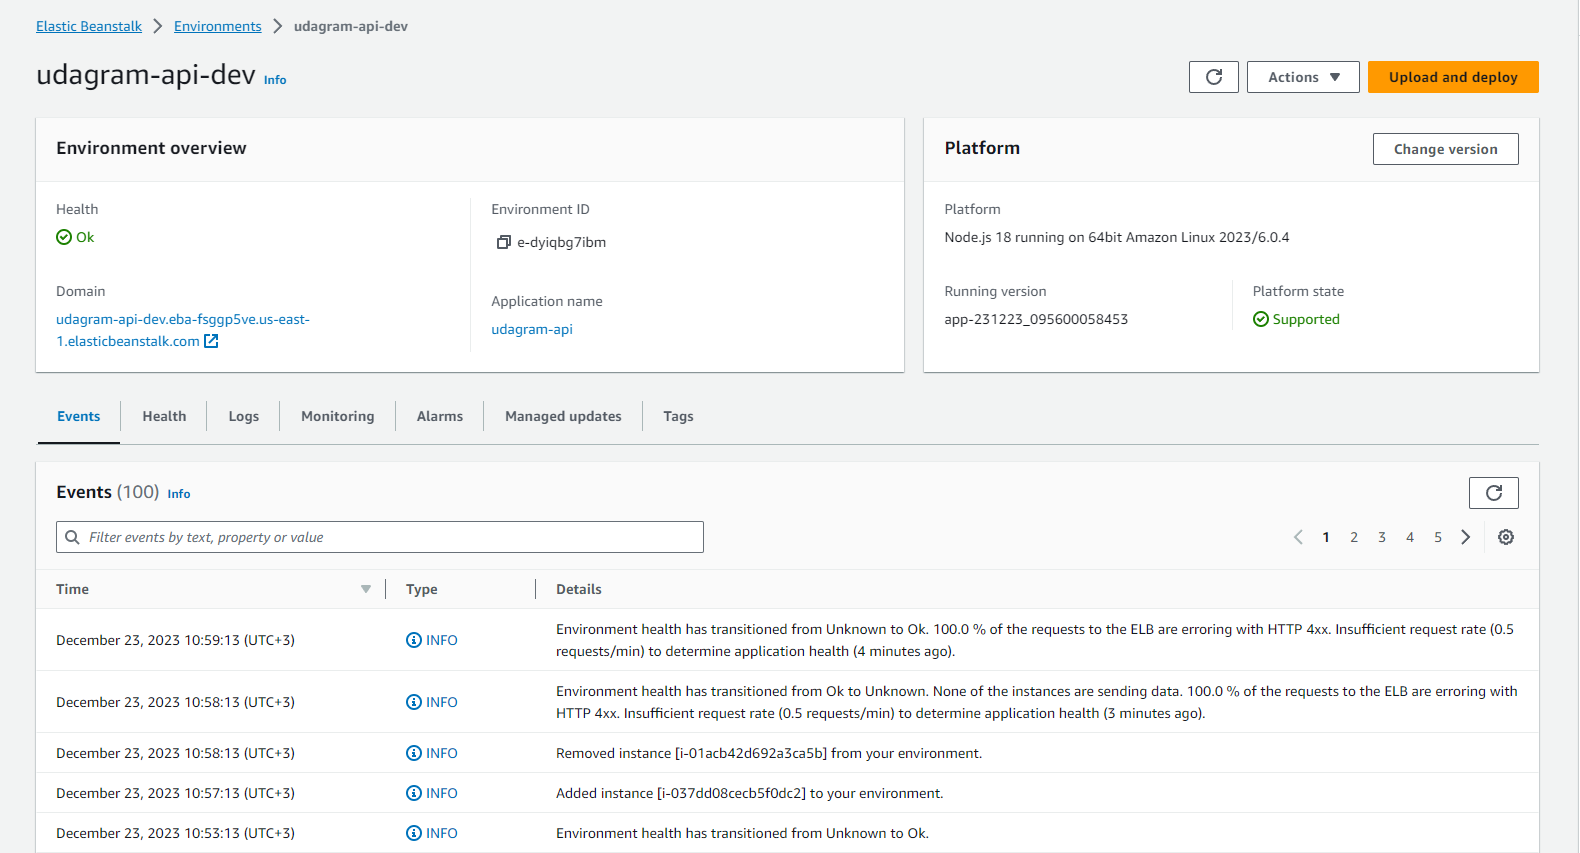 Elastic Beanstalk > Environments > udagram-api-dev
udagram-api-dev Info
Actions
Upload and deploy
Environment overview
Health
Ok
Domain
udagram-api-dev.eba-fsggp5ve.us-east-
1.elasticbeanstalk.com
Environment ID
e-dyiqbg7ibm
Application name
udagram-api
Platform
Change version
Platform
Node.js 18 running on 64bit Amazon Linux 2023/6.0.4
Running version
app-231223_095600058453
Platform state
Supported
Events Health Logs Monitoring Alarms Managed updates Tags
Events (100) Info
Filter events by text, property or value
1 2 3 4 5
Time Type Details
December 23, 2023 10:59:13 (UTC+3) INFO Environment health has transitioned from Unknown to Ok. 100.0 % of the requests to the ELB are erroring with HTTP 4xx. Insufficient request rate (0.5
requests/min) to determine application health (4 minutes ago).
December 23, 2023 10:58:13 (UTC+3) INFO Environment health has transitioned from Ok to Unknown. None of the instances are sending data. 100.0 % of the requests to the ELB are erroring with
HTTP 4xx. Insufficient request rate (0.5 requests/min) to determine application health (3 minutes ago).
December 23, 2023 10:58:13 (UTC+3) INFO Removed instance [i-01acb42d692a3ca5b] from your environment.
December 23, 2023 10:57:13 (UTC+3) INFO Added instance [i-037dd08cecb5f0dc2] to your environment.
December 23, 2023 10:53:13 (UTC+3) INFO Environment health has transitioned from Unknown to Ok.